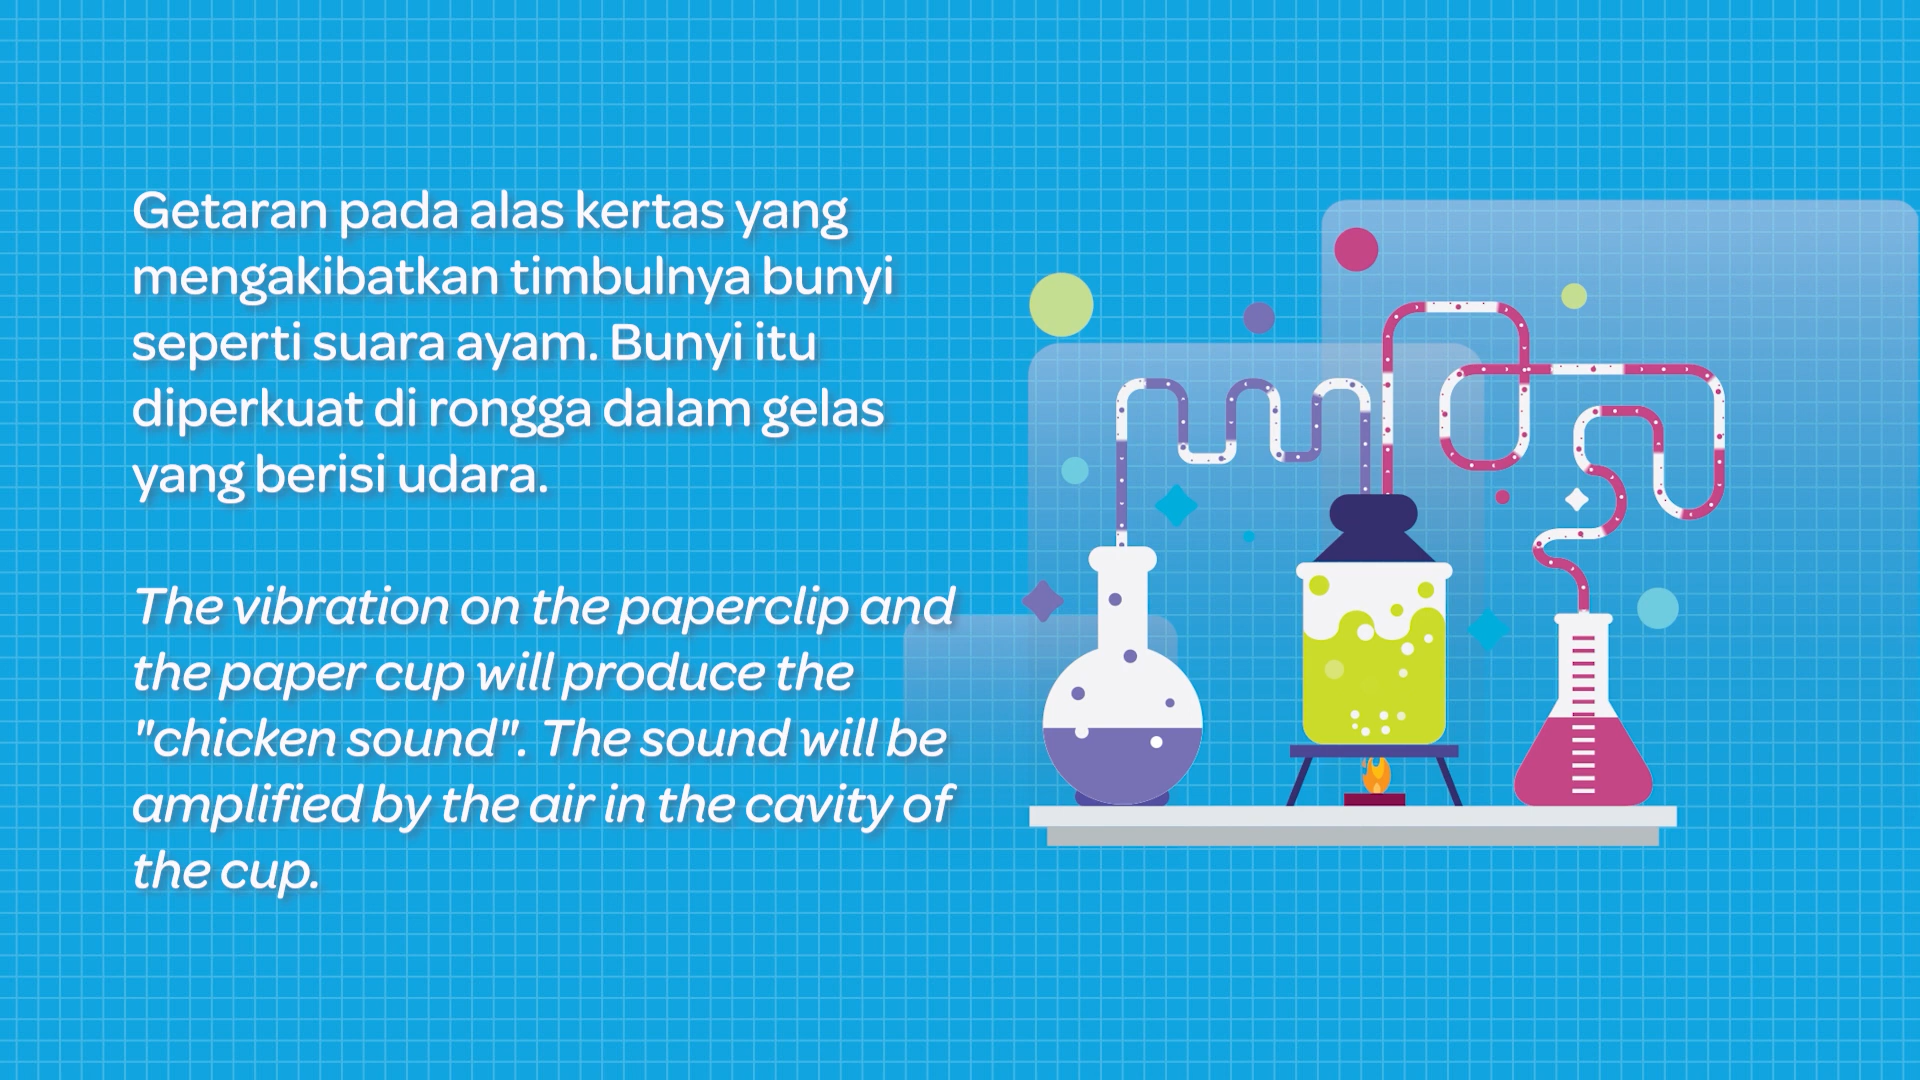 Getaran pada alas kertas yang
mengakibatkan timbulnya bunyi
seperti suara ayam. Bunyi itu
diperkuat di rongga dalam gelas
yang berisi udara.
The vibration on the paperclip and
the paper cup will produce the
"chicken sound". The sound will be
amplified by the air in the cavity of
the cup.